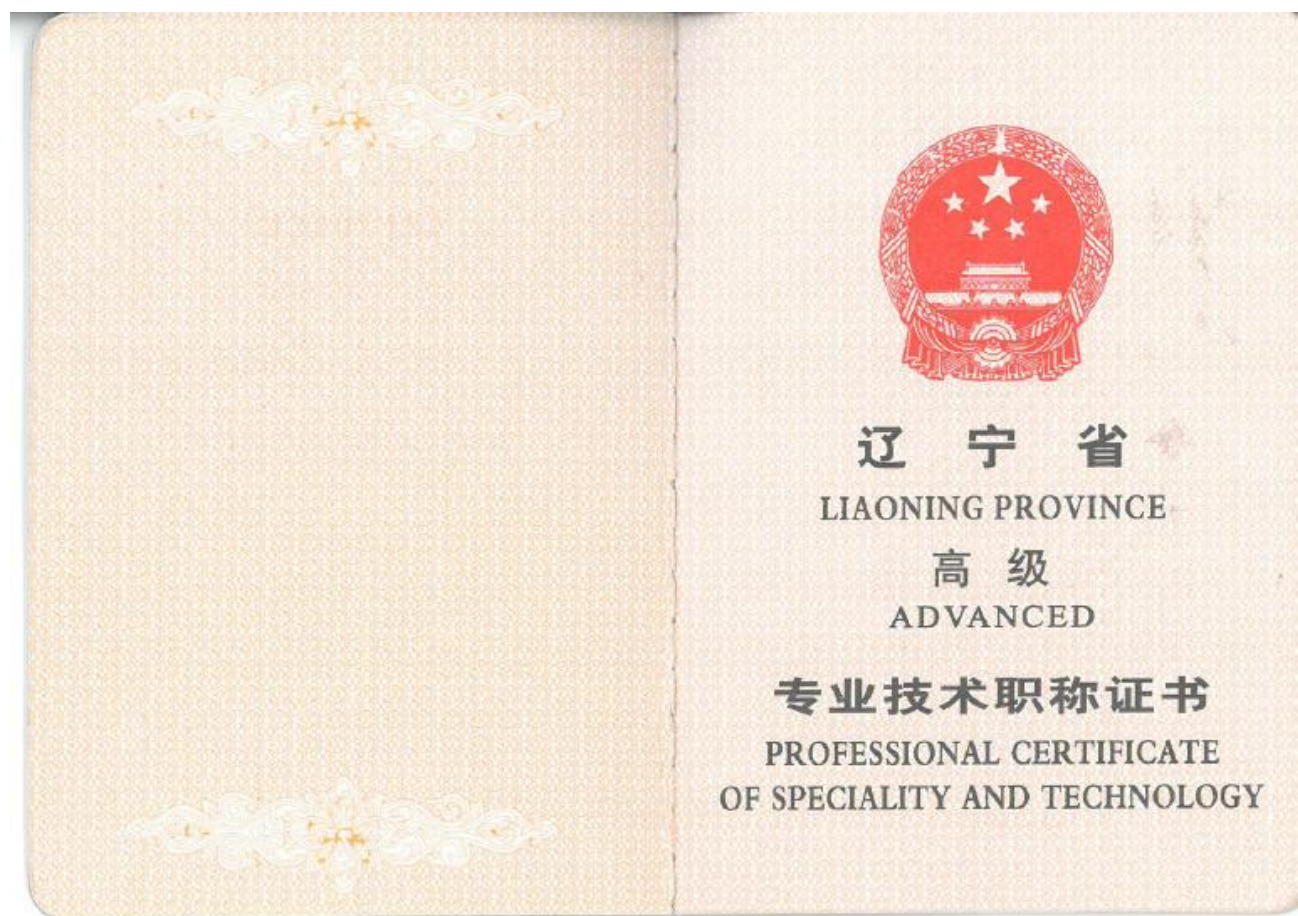 辽宁省
LIAONING PROVINCE
高级
ADVANCED
专业技术职称证书
PROFESSIONAL CERTIFICATE
OF SPECIALITY AND TECHNOLOGY